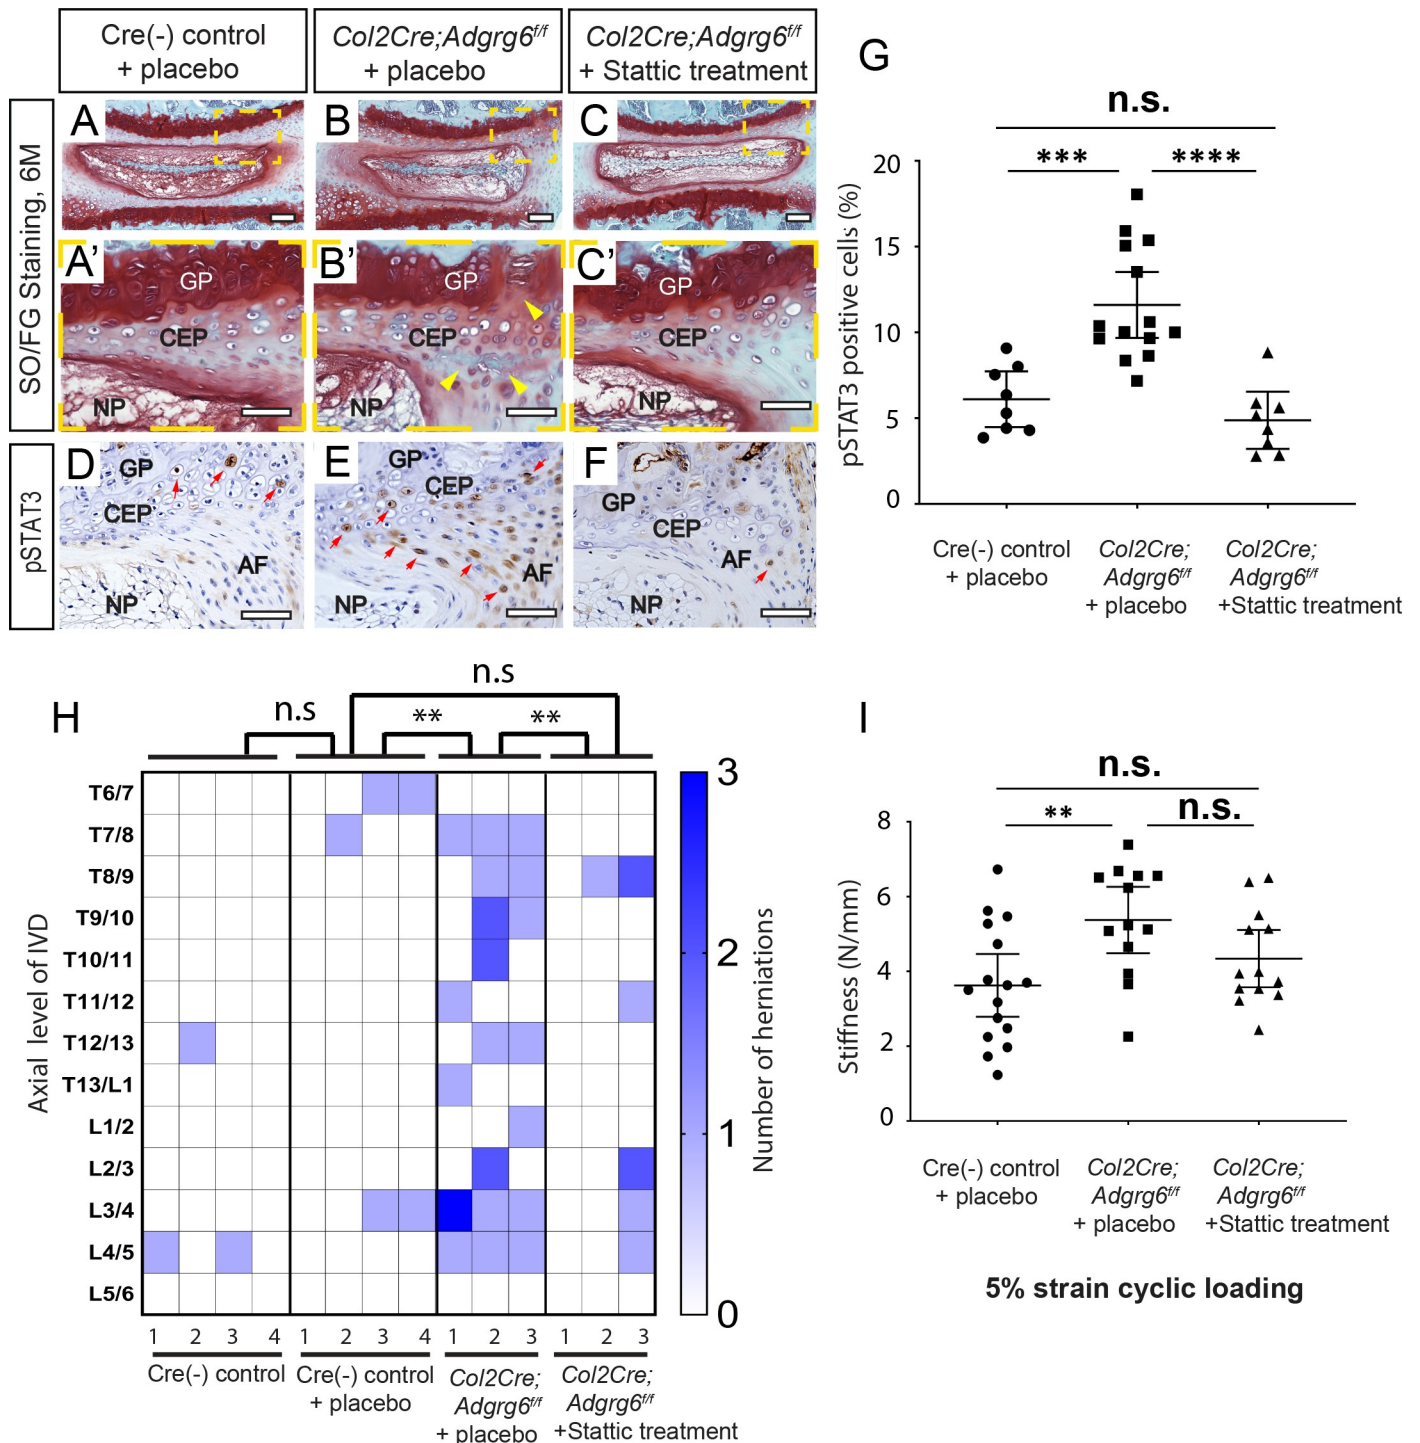 Cre(-) control
+ placebo
Col2Cre;Adgrg6f/f
+ placebo
Col2Cre;Adgrg6f/f
+ Stattic treatment
SO/FG Staining, 6M
A
B
C
A'
GP
CEP
NP
B'
GP
CEP
NP
C'
GP
CEP
NP
pSTAT3
D
GP
CEP
AF
NP
E
GP
CEP
AF
NP
F
GP
CEP
AF
NP
G
n.s.
***
****
pSTAT3 positive cells (%)
20
15
10
5
0
Cre(-) control
+ placebo
Col2Cre;
Adgrg6f/f
+ placebo
Col2Cre;
Adgrg6f/f
+Stattic treatment
H
n.s
n.s
**
**
Axial level of IVD
T6/7
T7/8
T8/9
T9/10
T10/11
T11/12
T12/13
T13/L1
L1/2
L2/3
L3/4
L4/5
L5/6
1 2 3 4 1 2 3 4 1 2 3 1 2 3
Cre(-) control
Cre(-) control
+ placebo
Col2Cre;
Adgrg6f/f
+ placebo
Col2Cre;
Adgrg6f/f
+Stattic treatment
3
2
1
0
Number of herniations
I
n.s.
**
n.s.
Stiffness (N/mm)
8
6
4
2
0
Cre(-) control
+ placebo
Col2Cre;
Adgrg6f/f
+ placebo
Col2Cre;
Adgrg6f/f
+Stattic treatment
5% strain cyclic loading